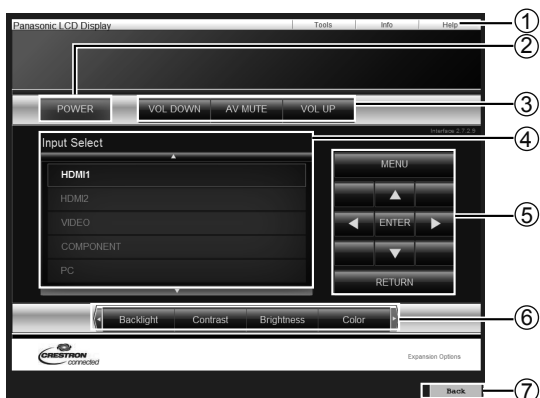 Panasonic LCD Display Tools Info Help ①
②
POWER VOL DOWN AV MUTE VOL UP ③
Interface 2.7.2.9
Input Select ④
HDMI1
HDMI2
VIDEO
COMPONENT
PC
MENU
ENTER ⑤
RETURN
Backlight Contrast Brightness Color ⑥
CRESTRON connected Expansion Options
Back ⑦